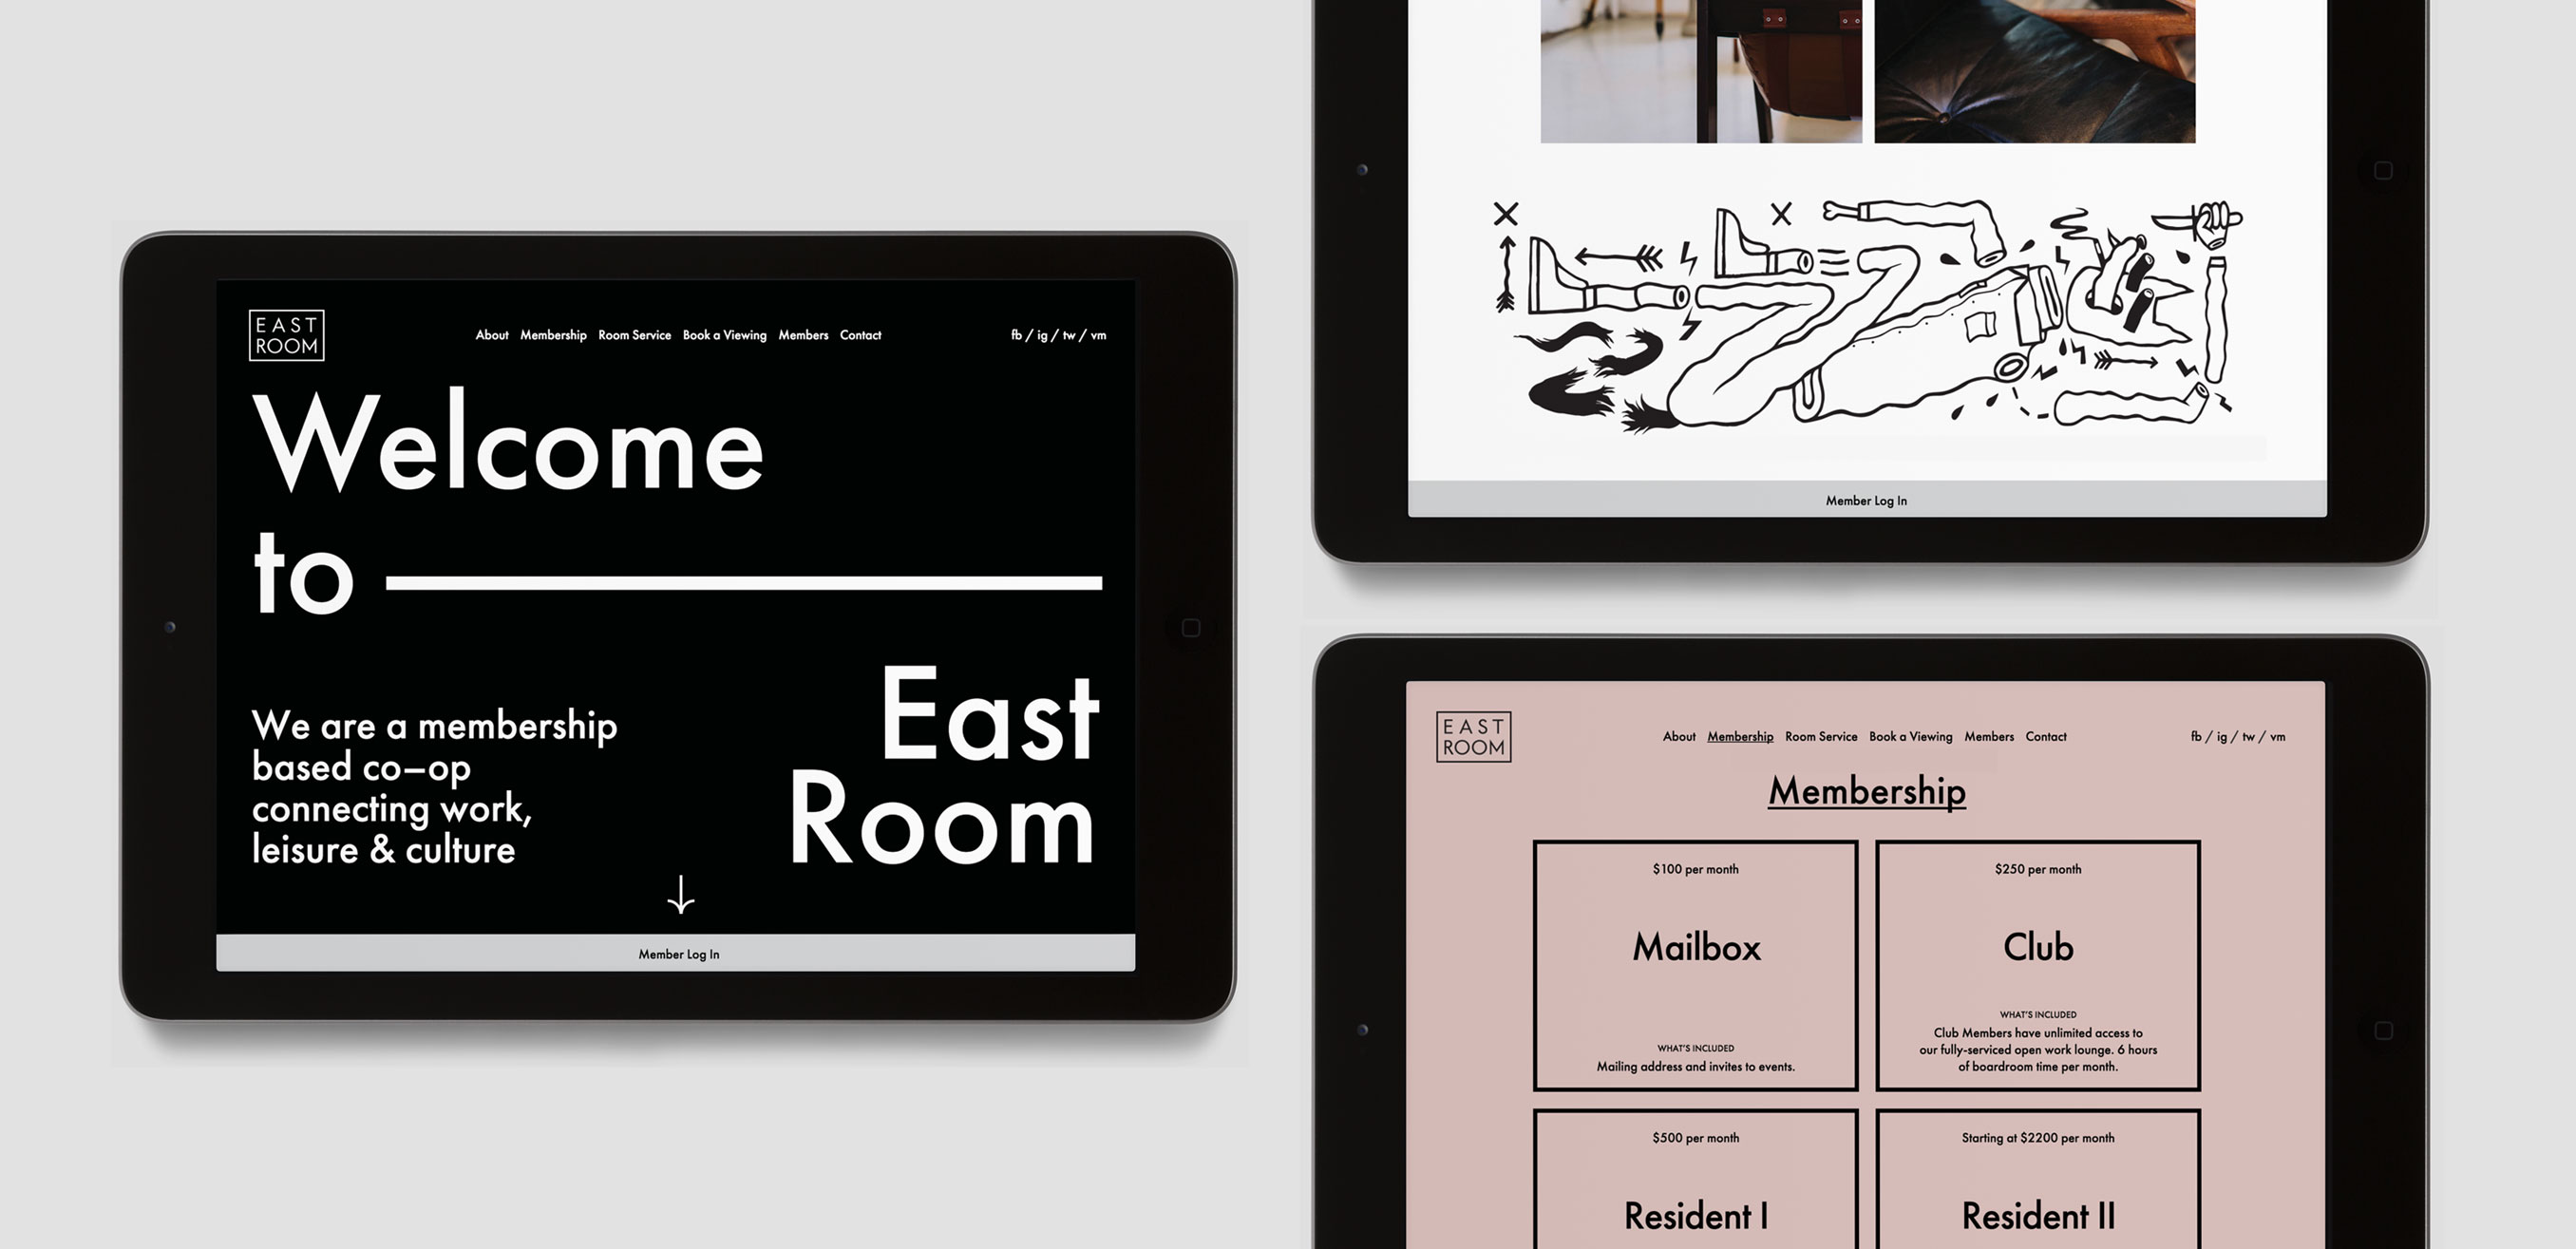 EAST
ROOM
About Membership Room Service Book a Viewing Members Contact
fb / ig / tw / vm
Welcome
to
East
Room
We are a membership
based co–op
connecting work,
leisure & culture
Member Log In
Member Log In
EAST
ROOM
About Membership Room Service Book a Viewing Members Contact
fb / ig / tw / vm
Membership
$100 per month
Mailbox
WHAT'S INCLUDED
Mailing address and invites to events.
$250 per month
Club
WHAT'S INCLUDED
Club Members have unlimited access to
our fully-serviced open work lounge. 6 hours
of boardroom time per month.
$500 per month
Resident I
Starting at $2200 per month
Resident II